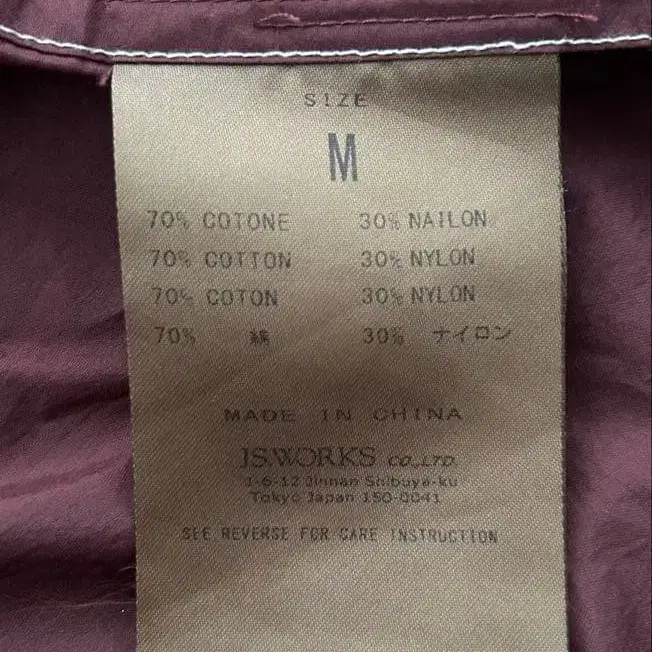 SIZE
M
70% COTONE 30% NAILON
70% COTTON 30% NYLON
70% COTON 30% NYLON
70% 綿 30% ナイロン
MADE IN CHINA
JS.WORKS CO.,LTD.
1-6-12 Jinnan Shibuya-ku
Tokyo Japan 150-0041
SEE REVERSE FOR CARE INSTRUCTION